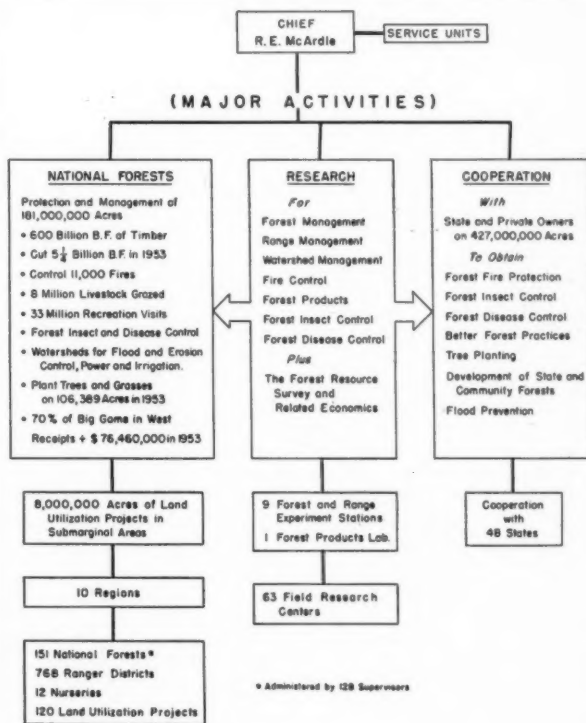 CHIEF
R. E. McArdle
SERVICE UNITS
(MAJOR ACTIVITIES)
NATIONAL FORESTS
Protection and Management of
181,000,000 Acres
• 600 Billion B.F. of Timber
• Cut 5 1/4 Billion B.F. in 1953
• Control 11,000 Fires
• 8 Million Livestock Grazed
• 33 Million Recreation Visits
• Forest Insect and Disease Control
• Watersheds for Flood and Erosion
Control, Power and Irrigation.
• Plant Trees and Grasses
on 106,389 Acres in 1953
• 70% of Big Game in West
Receipts + $76,460,000 in 1953
8,000,000 Acres of Land
Utilization Projects in
Submarginal Areas
10 Regions
151 National Forests*
768 Ranger Districts
12 Nurseries
120 Land Utilization Projects
RESEARCH
For
Forest Management
Range Management
Watershed Management
Fire Control
Forest Products
Forest Insect Control
Forest Disease Control
Plus
The Forest Resource
Survey and
Related Economics
9 Forest and Range
Experiment Stations
1 Forest Products Lab.
63 Field Research
Centers
* Administered by 128 Supervisors
COOPERATION
With
State and Private Owners
on 427,000,000 Acres
To Obtain
Forest Fire Protection
Forest Insect Control
Forest Disease Control
Better Forest Practices
Tree Planting
Development of State and
Community Forests
Flood Prevention
Cooperation
with
48 States